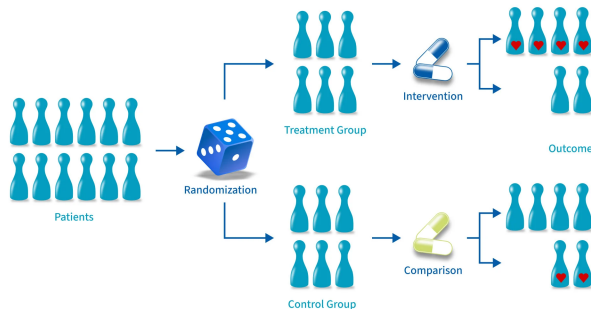 Patients
Randomization
Treatment Group
Control Group
Intervention
Comparison
Outcome